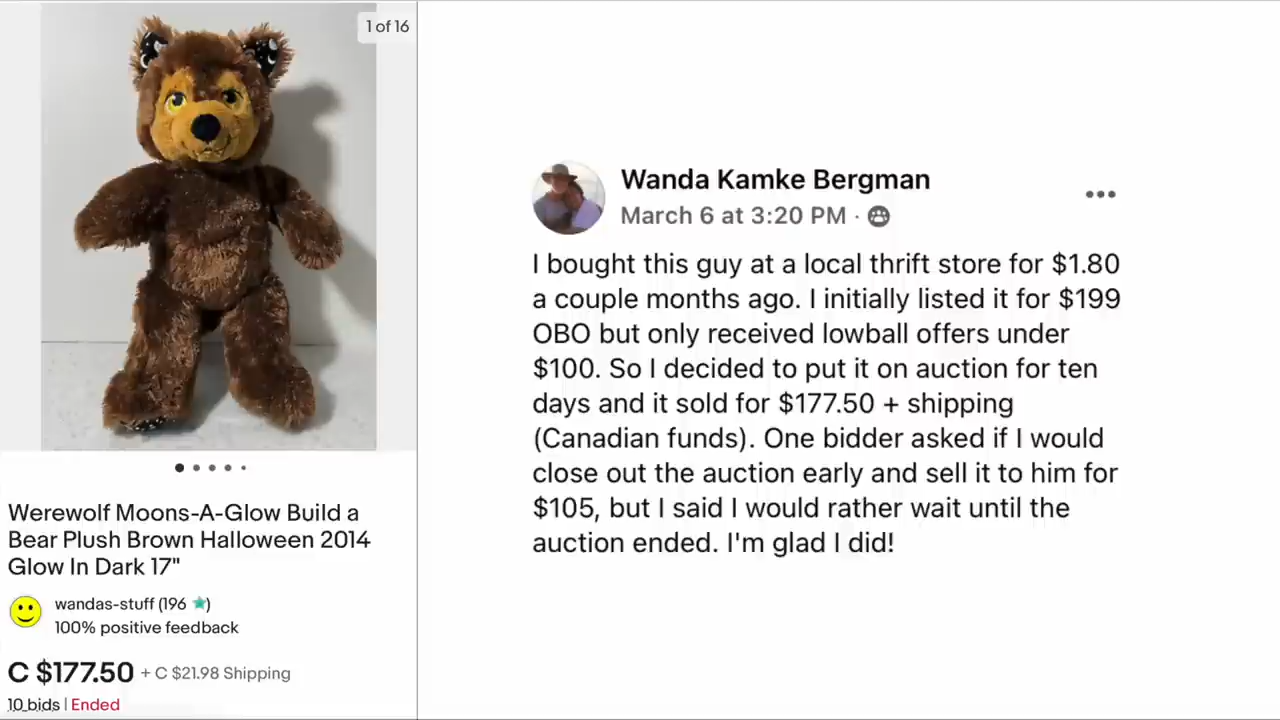 1 of 16
Werewolf Moons-A-Glow Build a
Bear Plush Brown Halloween 2014
Glow In Dark 17"
wandas-stuff (196 ★)
100% positive feedback
C $177.50 + C $21.98 Shipping
10 bids | Ended
Wanda Kamke Bergman
March 6 at 3:20 PM ·
I bought this guy at a local thrift store for $1.80
a couple months ago. I initially listed it for $199
OBO but only received lowball offers under
$100. So I decided to put it on auction for ten
days and it sold for $177.50 + shipping
(Canadian funds). One bidder asked if I would
close out the auction early and sell it to him for
$105, but I said I would rather wait until the
auction ended. I'm glad I did!